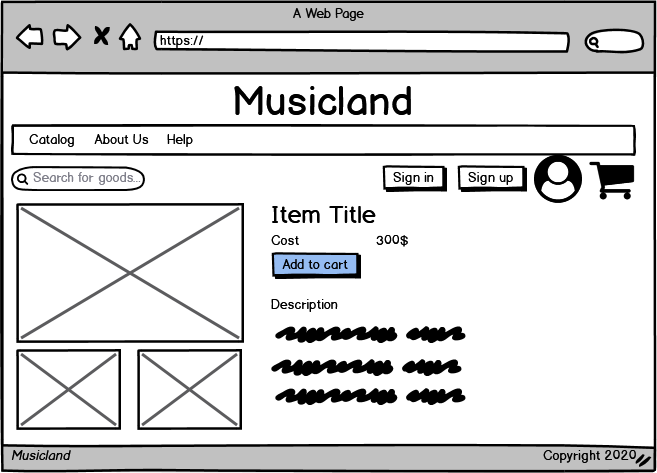 A Web Page
https://
Musicland
Catalog About Us Help
Search for goods... Sign in Sign up
Item Title
Cost 300$
Add to cart
Description
Musicland Copyright 2020